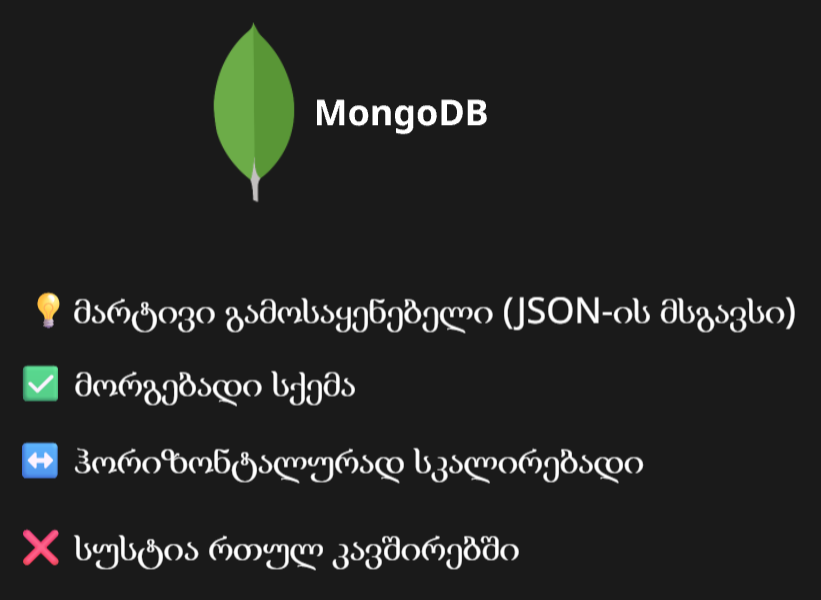 MongoDB
💡 მარტივი გამოსაყენებელი (JSON-ის მსგავსი)
✅ მორგებადი სქემა
↔️ ჰორიზონტალურად სკალირებადი
❌ სუსტია რთულ კავშირებში